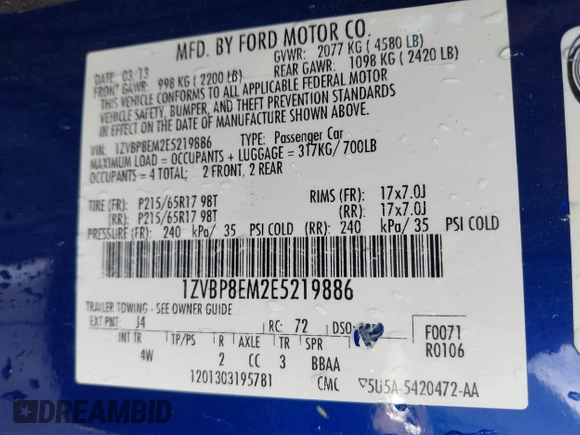 MFD. BY FORD MOTOR CO.
DATE: 03/13 GVWR: 2077 KG ( 4580 LB)
FRONT GAWR: 998 KG ( 2200 LB) REAR GAWR: 1098 KG ( 2420 LB)
THIS VEHICLE CONFORMS TO ALL APPLICABLE FEDERAL MOTOR
VEHICLE SAFETY, BUMPER, AND THEFT PREVENTION STANDARDS
IN EFFECT ON THE DATE OF MANUFACTURE SHOWN ABOVE.
VIN: 1ZVBP8EM2E5219886 TYPE: Passenger Car
MAXIMUM LOAD = OCCUPANTS + LUGGAGE = 317KG/ 700LB
OCCUPANTS = 4 TOTAL; 2 FRONT, 2 REAR
TIRE (FR): P215/65R17 98T RIMS (FR): 17x7.0J
(RR): P215/65R17 98T (RR): 17x7.0J
PRESSURE (FR): 240 kPa/ 35 PSI COLD (RR): 240 kPa/ 35 PSI COLD
1ZVBP8EM2E5219886
TRAILER TOWING - SEE OWNER GUIDE
EXT PNT: J4 RC: 72 DSO: F0071
INT TR TP/PS R AXLE TR SPR R0106
4W 2 CC 3 BBAA
1201303195781 CMC 5U5A-5420472-AA
DREAMBID